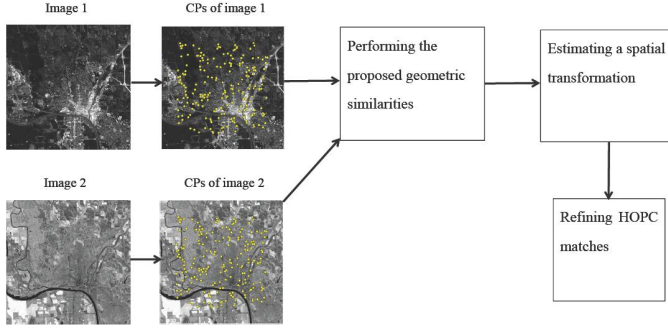 Image 1
CPs of image 1
Performing the
proposed geometric
similarities
Estimating a spatial
transformation
Image 2
CPs of image 2
Refining HOPC
matches